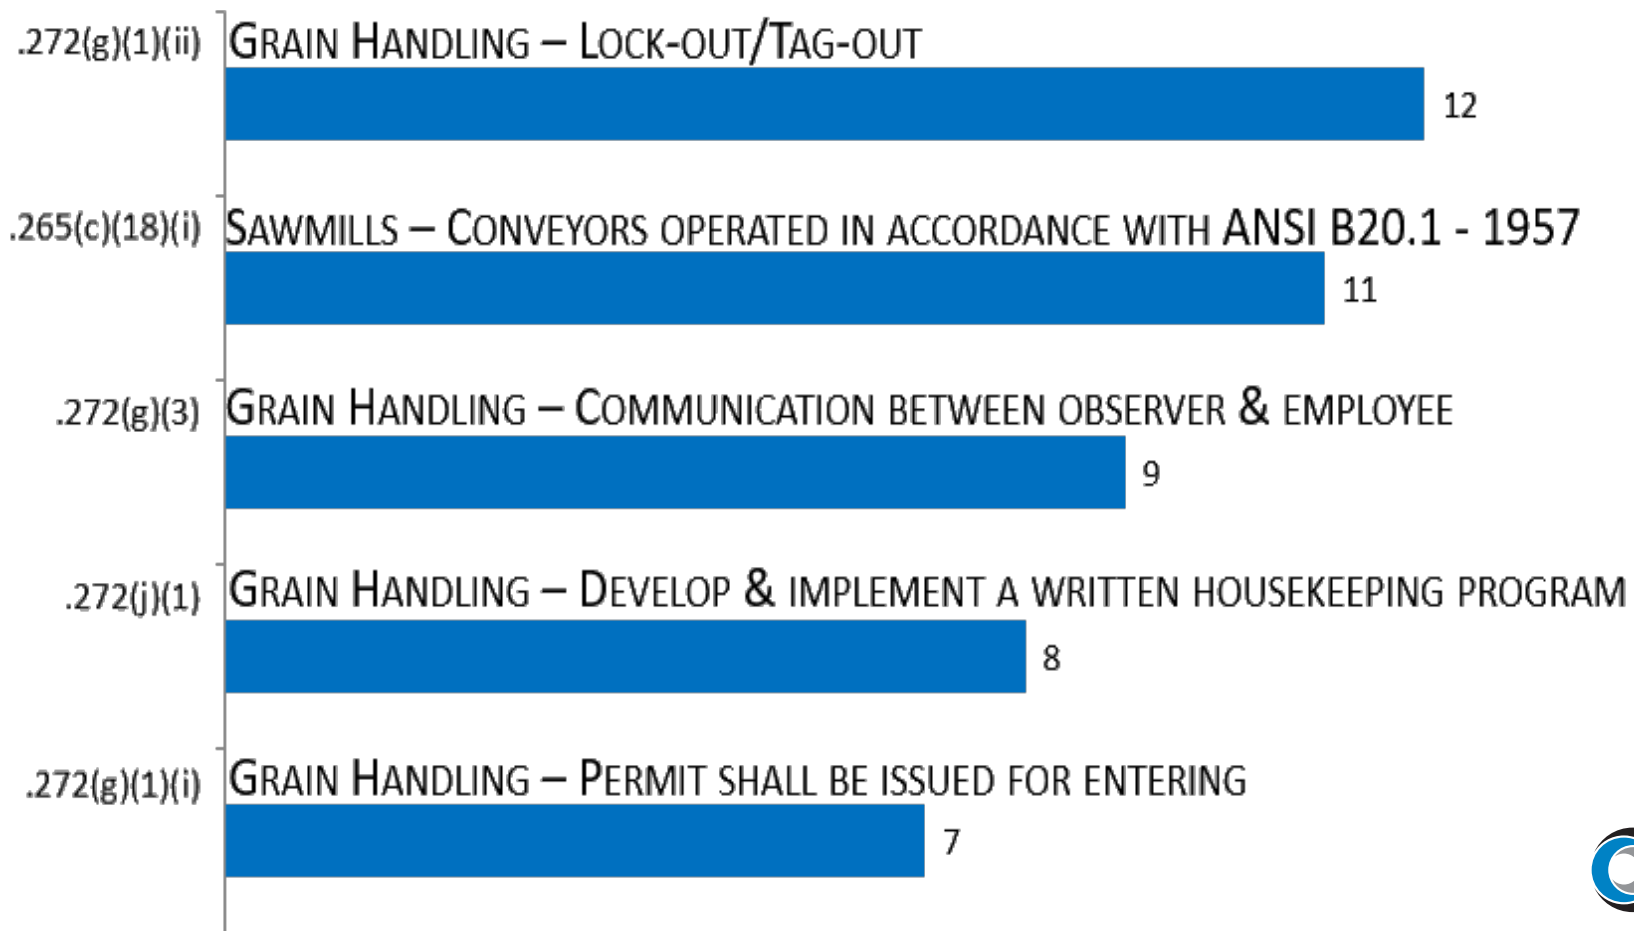 .272(g)(1)(ii) Grain Handling – Lock-out/Tag-out
12
.265(c)(18)(i) Sawmills – Conveyors operated in accordance with ANSI B20.1 - 1957
11
.272(g)(3) Grain Handling – Communication between observer & employee
9
.272(j)(1) Grain Handling – Develop & implement a written housekeeping program
8
.272(g)(1)(i) Grain Handling – Permit shall be issued for entering
7